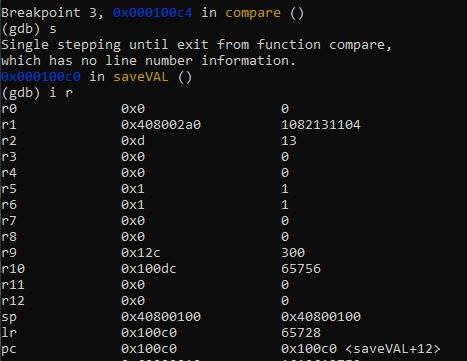 Breakpoint 3, 0x000100c4 in compare ()
(gdb) s
Single stepping until exit from function compare,
which has no line number information.
0x000100c0 in saveVAL ()
(gdb) i r
r0 0x0 0
r1 0x408002a0 1082131104
r2 0xd 13
r3 0x0 0
r4 0x0 0
r5 0x1 1
r6 0x1 1
r7 0x0 0
r8 0x0 0
r9 0x12c 300
r10 0x100dc 65756
r11 0x0 0
r12 0x0 0
sp 0x40800100 0x40800100
lr 0x100c0 65728
pc 0x100c0 0x100c0 <saveVAL+12>